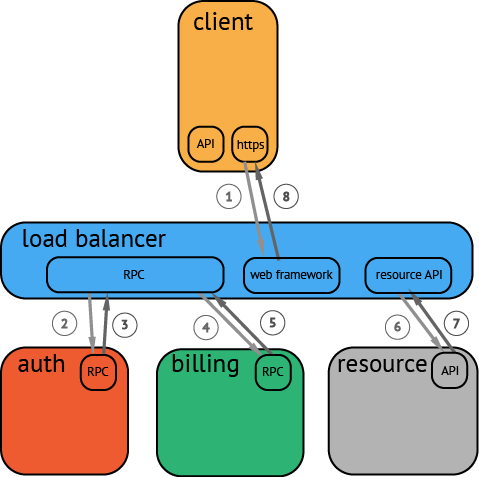 client
API
https
1
8
load balancer
RPC
web framework
resource API
2
3
4
5
6
7
auth
RPC
billing
RPC
resource
API